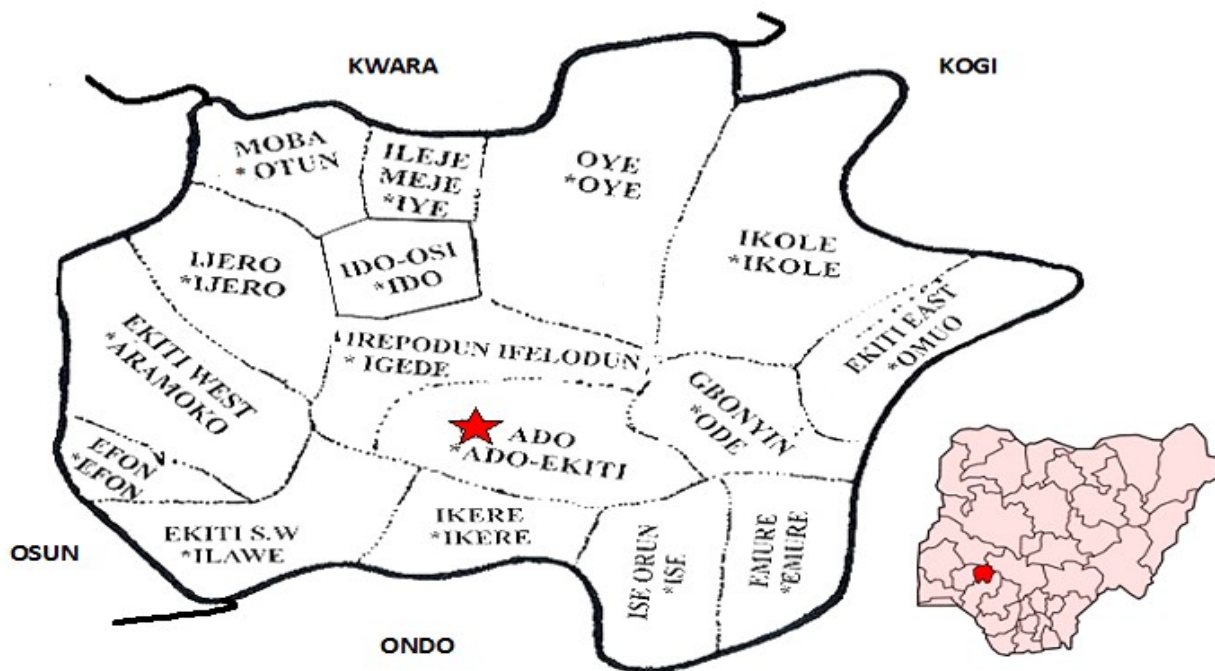 KWARA
KOGI
MOBA
* OTUN
ILEJE
MEJE
*IYE
OYE
*OYE
IJERO
*IJERO
IDO-OSI
*IDO
IKOLE
*IKOLE
EKITI EAST
*OMUO
EKITI WEST
*ARAMOKO
IREPODUN IFELODUN
* IGEDE
GBONYIN
*ODE
ADO
*ADO-EKITI
EFON
*EFON
EKITI S.W
*ILAWE
IKERE
*IKERE
ISE ORUN
*ISE
EMURE
*EMURE
OSUN
ONDO